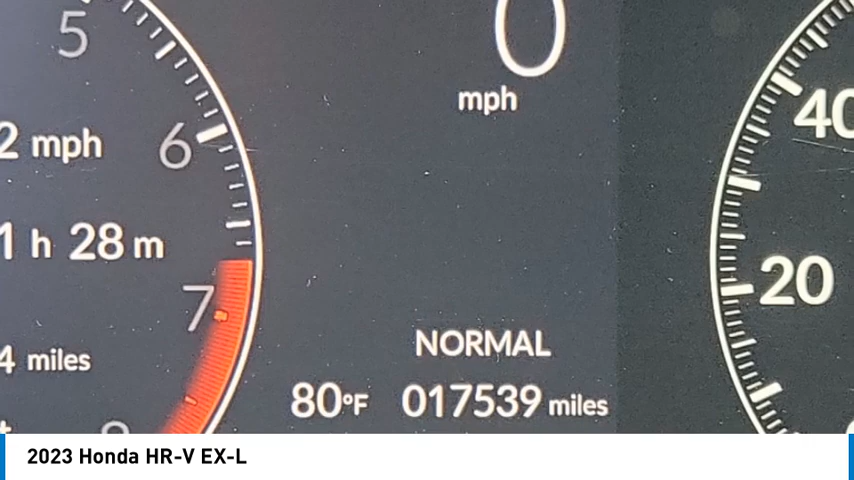 5
0
mph
40
2 mph
6
1 h 28 m
20
7
NORMAL
4 miles
80°F 017539 miles
2023 Honda HR-V EX-L